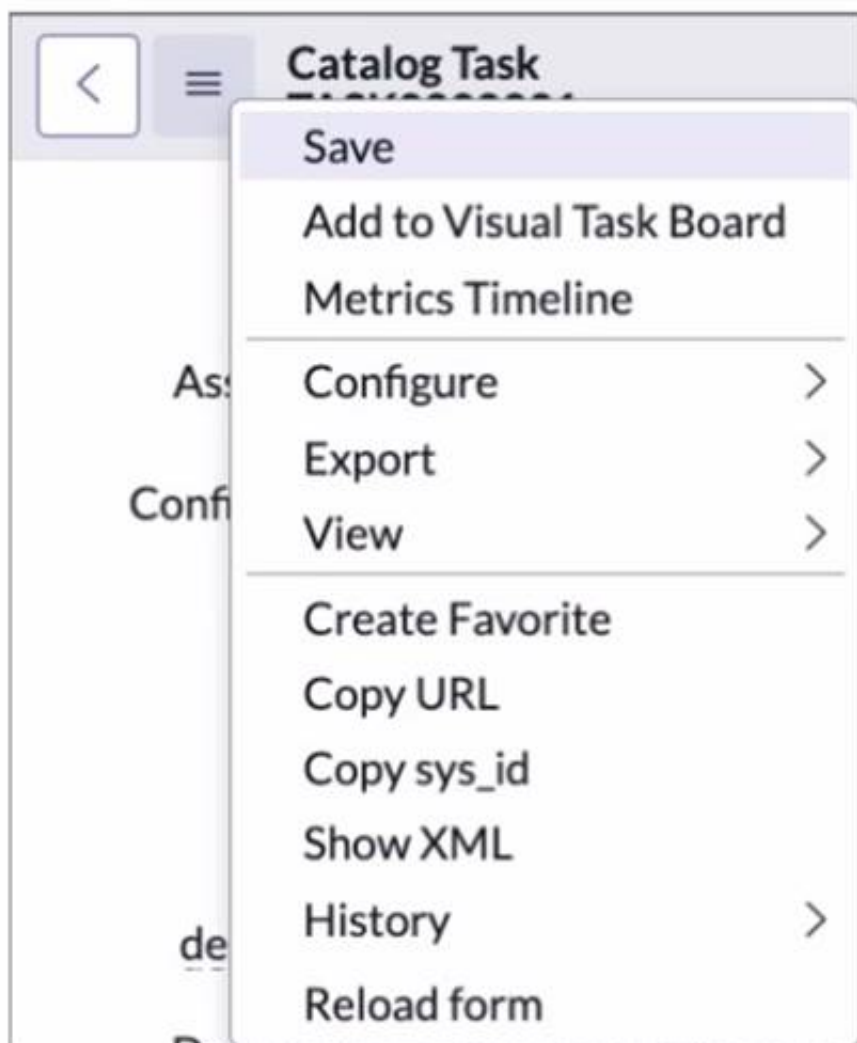 Catalog Task
Save
Add to Visual Task Board
Metrics Timeline
Configure
Export
View
Create Favorite
Copy URL
Copy sys_id
Show XML
History
Reload form